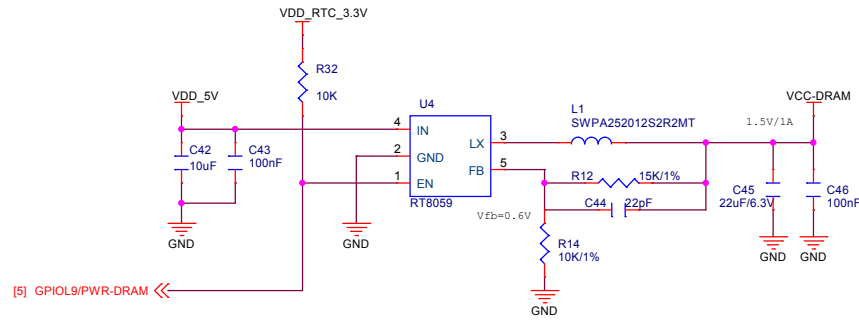 VDD_RTC_3.3V
R32
10K
VDD_5V
C42
10uF
C43
100nF
GND
U4
4
IN
2
GND
1
EN
LX
3
FB
5
RT8059
GND
L1
SWPA252012S2R2MT
R12
15K/1%
C44
22pF
Vfb=0.6V
R14
10K/1%
GND
VCC-DRAM
1.5V/1A
C45
22uF/6.3V
C46
100nF
GND
GND
[5] GPIOL9/PWR-DRAM